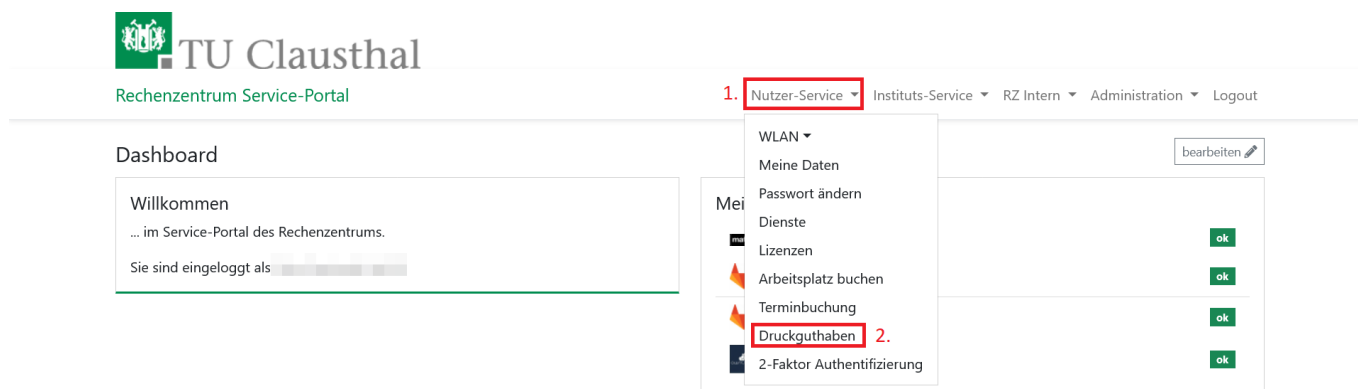 TU Clausthal
Rechenzentrum Service-Portal
1. Nutzer-Service Instituts-Service RZ Intern Administration Logout
WLAN
Meine Daten
Passwort ändern
Dienste
Lizenzen
Arbeitsplatz buchen
Terminbuchung
Druckguthaben 2.
2-Faktor Authentifizierung
Dashboard
bearbeiten
Willkommen
... im Service-Portal des Rechenzentrums.
Sie sind eingeloggt als
Mei
ok
ok
ok
ok